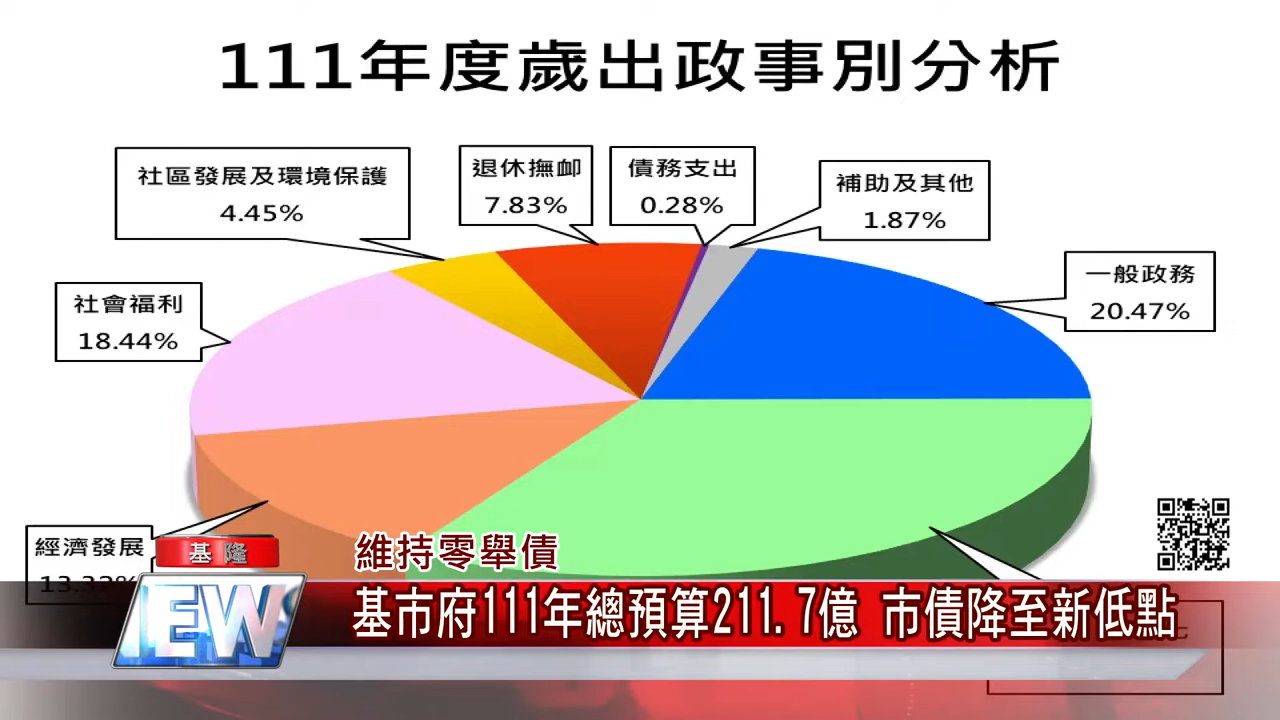 111年度歲出政事別分析
社區發展及環境保護
4.45%
退休撫卹
7.83%
債務支出
0.28%
補助及其他
1.87%
一般政務
20.47%
社會福利
18.44%
經濟發展
基隆
EW
維持零舉債
基市府111年總預算211.7億 市債降至新低點